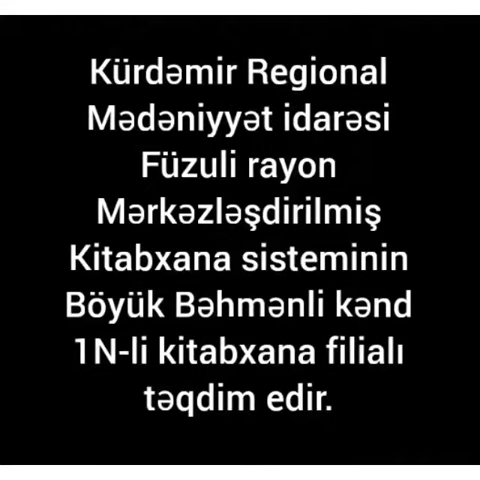 Kürdəmir Regional
Mədəniyyət idarəsi
Füzuli rayon
Mərkəzləşdirilmiş
Kitabxana sisteminin
Böyük Bəhmənli kənd
1N-li kitabxana filialı
təqdim edir.